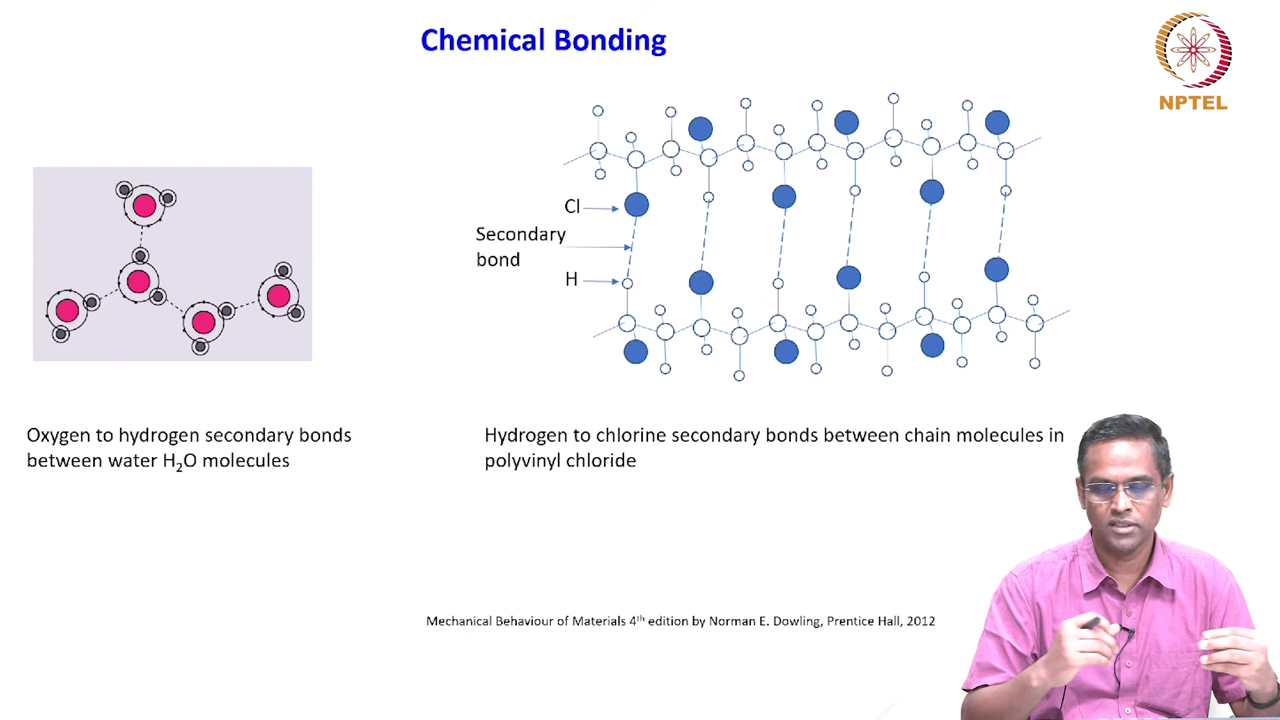 Chemical Bonding
NPTEL
Cl
Secondary
bond
H
Oxygen to hydrogen secondary bonds
between water H₂O molecules
Hydrogen to chlorine secondary bonds between chain molecules in
polyvinyl chloride
Mechanical Behaviour of Materials 4th edition by Norman E. Dowling, Prentice Hall, 2012